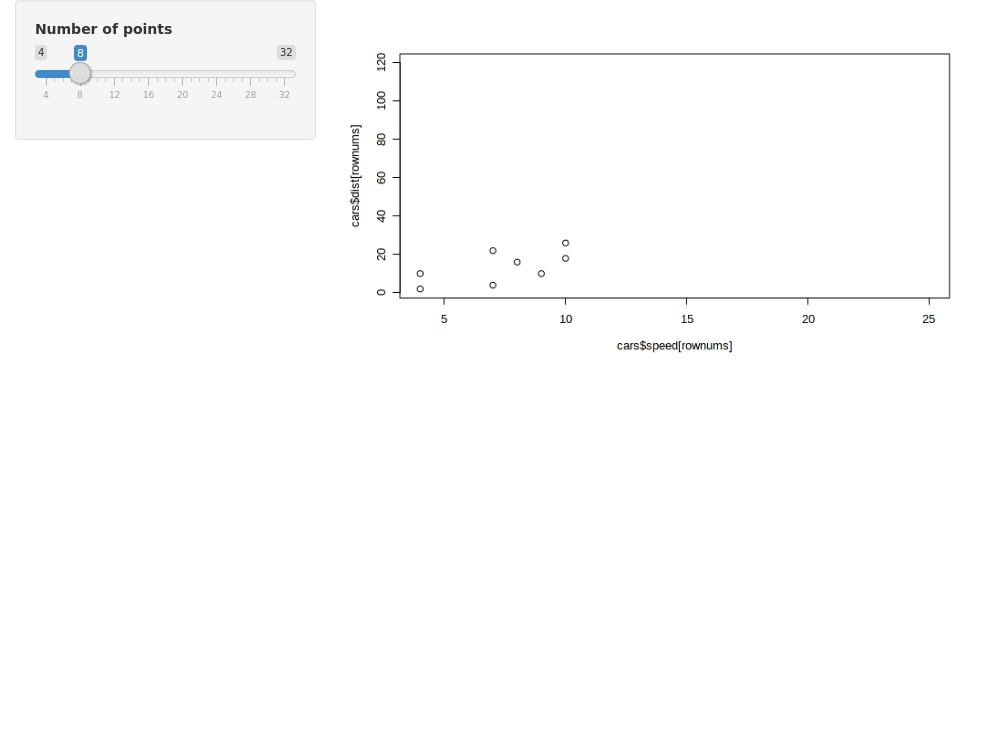 Number of points
4 8 32
4 8 12 16 20 24 28 32
cars$dist[rownums]
120
100
80
60
40
20
0
5 10 15 20 25
cars$speed[rownums]